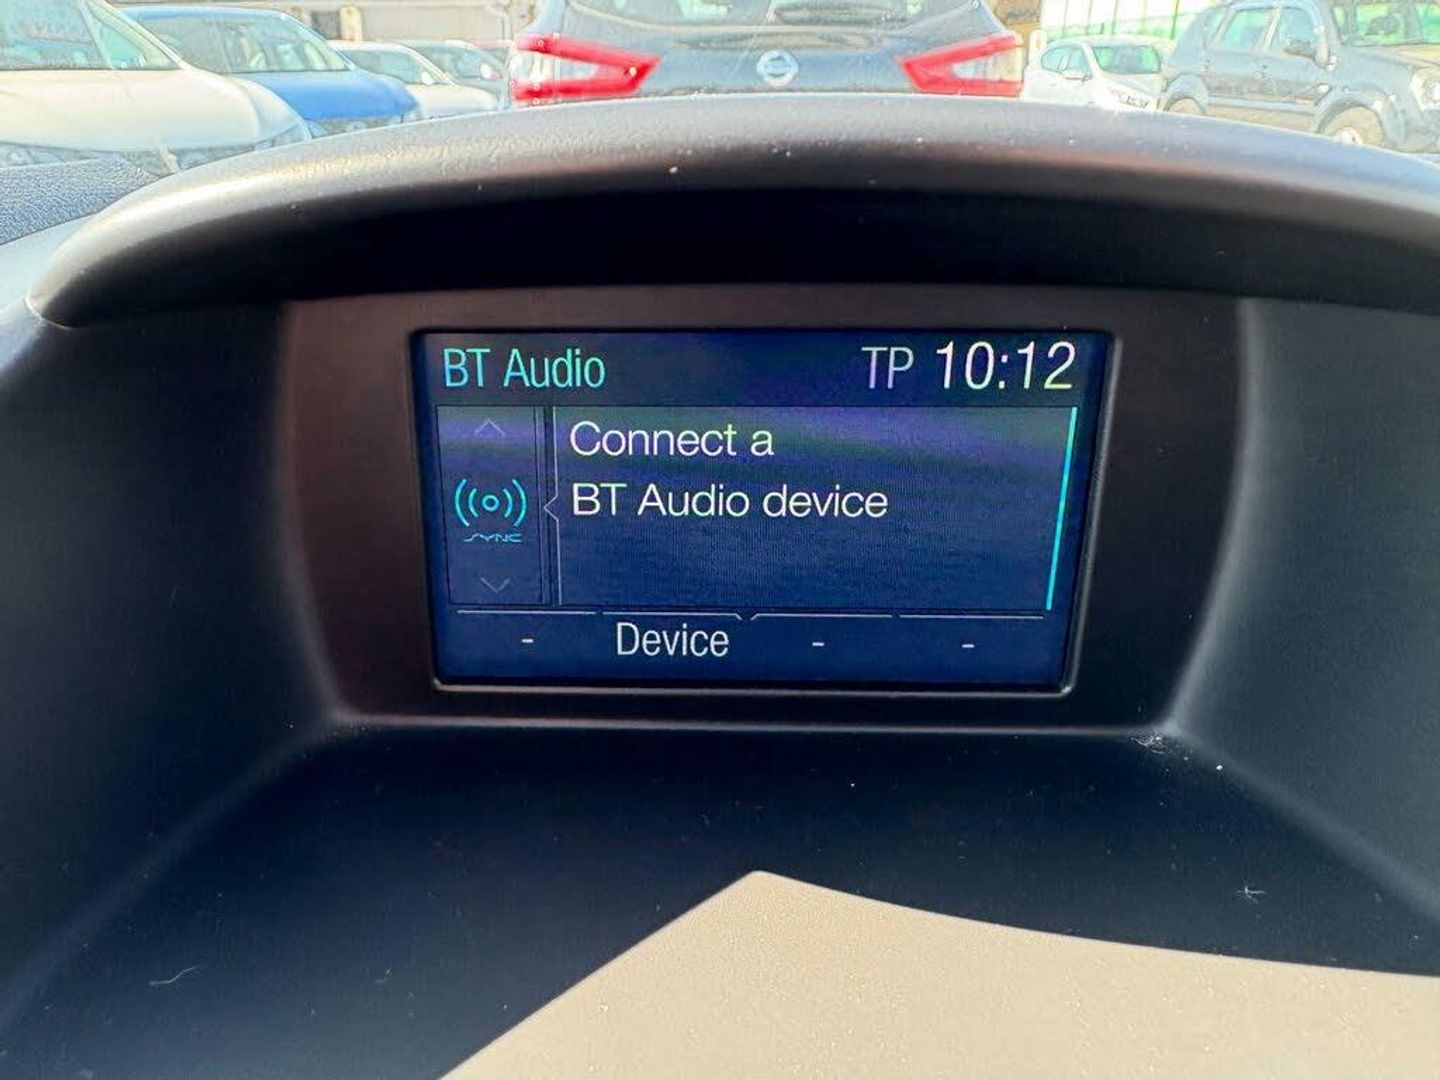 BT Audio TP 10:12
Connect a
BT Audio device
SYNC
- Device - -